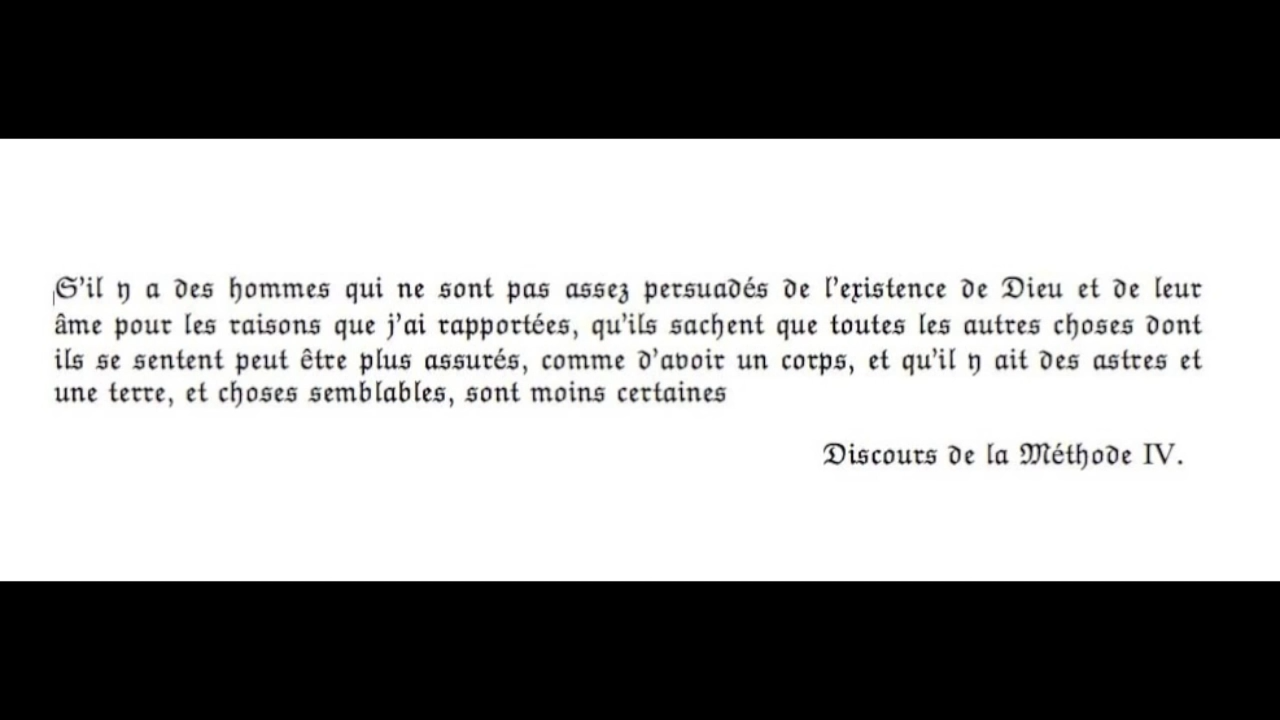 S'il y a des hommes qui ne sont pas assez persuadés de l'existence de Dieu et de leur
âme pour les raisons que j'ai rapportées, qu'ils sachent que toutes les autres choses dont
ils se sentent peut être plus assurés, comme d'avoir un corps, et qu'il y ait des astres et
une terre, et choses semblables, sont moins certaines
Discours de la Méthode IV.